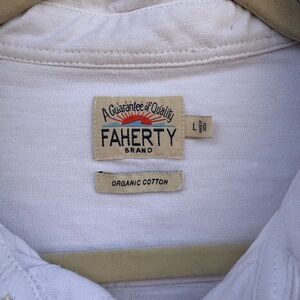 A Guarantee of Quality
FAHERTY
BRAND
L
ORGANIC COTTON